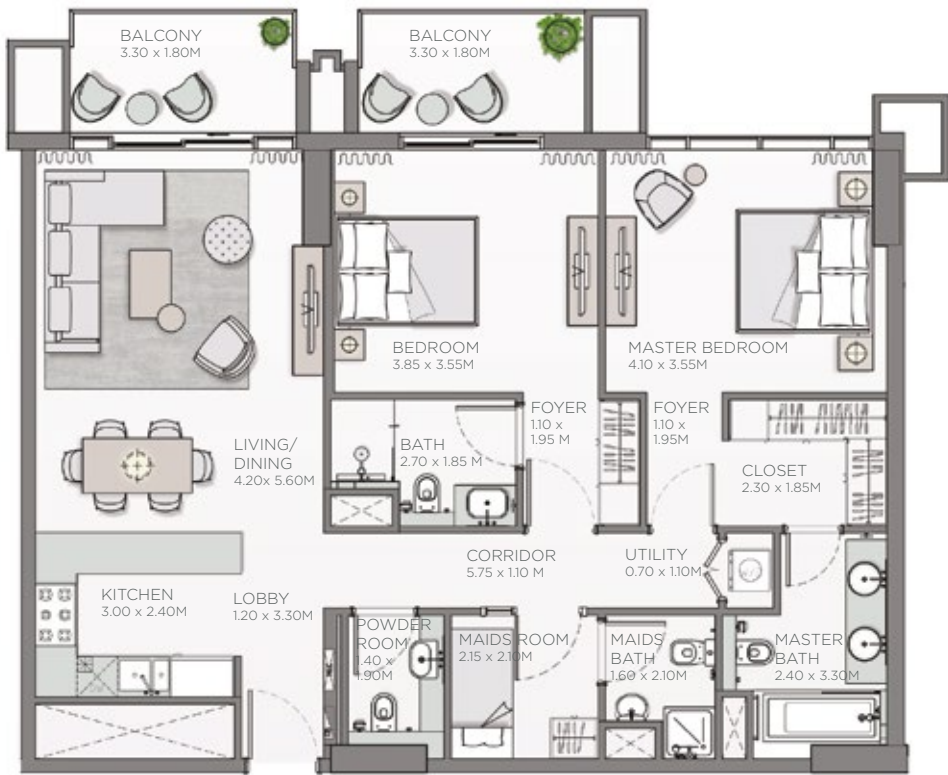 BALCONY
3.30 x 1.80M
BALCONY
3.30 x 1.80M
BEDROOM
3.85 x 3.55M
MASTER BEDROOM
4.10 x 3.55M
LIVING/
DINING
4.20x 5.60M
BATH
2.70 x 1.85 M
FOYER
1.10 x
1.95 M
FOYER
1.10 x
1.95M
CLOSET
2.30 x 1.85M
CORRIDOR
5.75 x 1.10 M
UTILITY
0.70 x 1.10M
KITCHEN
3.00 x 2.40M
LOBBY
1.20 x 3.30M
POWDER
ROOM
1.40 x
1.90M
MAIDS ROOM
2.15 x 2.10M
MAIDS
BATH
1.60 x 2.10M
MASTER
BATH
2.40 x 3.30M